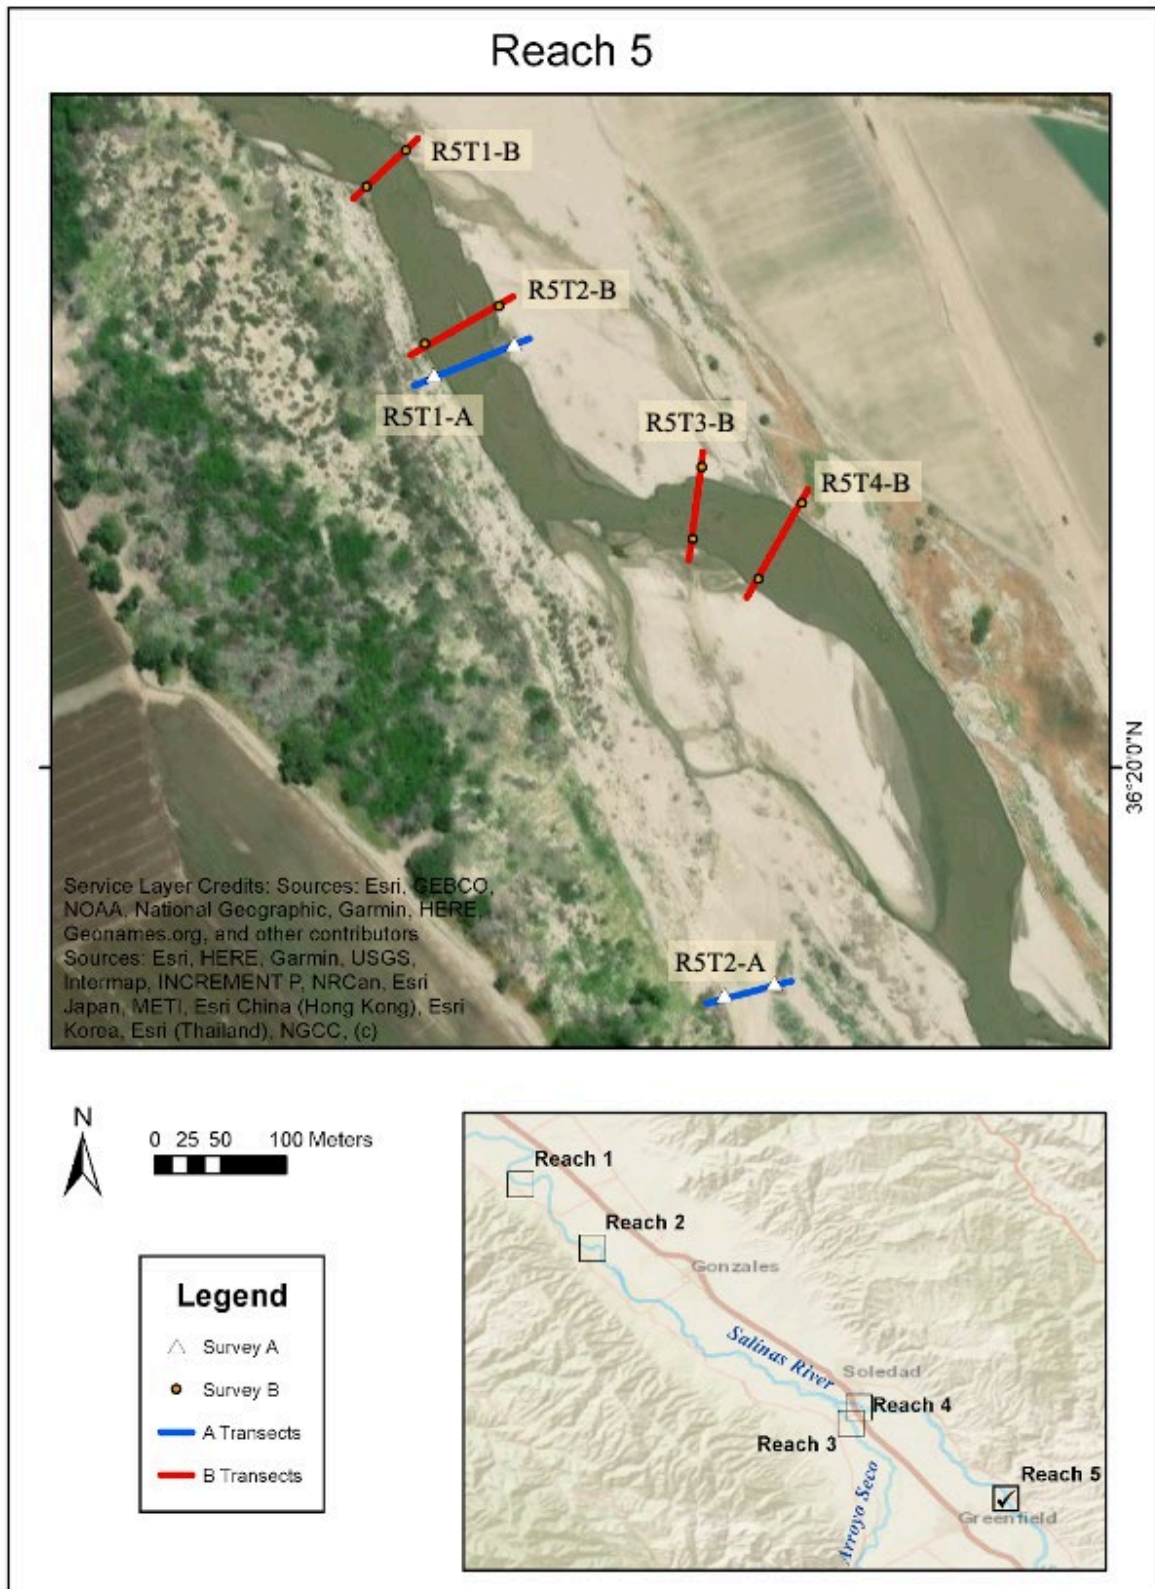 Reach 5
R5T1-B
R5T2-B
R5T1-A
R5T3-B
R5T4-B
36°20'0"N
Service Layer Credits: Sources: Esri, GEBCO,
NOAA, National Geographic, Garmin, HERE,
Geonames.org, and other contributors
Sources: Esri, HERE, Garmin, USGS,
Intermap, INCREMENT P, NRCan, Esri
Japan, METI, Esri China (Hong Kong), Esri
Korea, Esri (Thailand), NGCC, (c)
R5T2-A
N
0 25 50 100 Meters
Legend
Survey A
Survey B
A Transects
B Transects
Reach 1
Reach 2
Gonzales
Salinas River
Soledad
Reach 4
Reach 3
Arroyo Seco
Reach 5
Greenfield